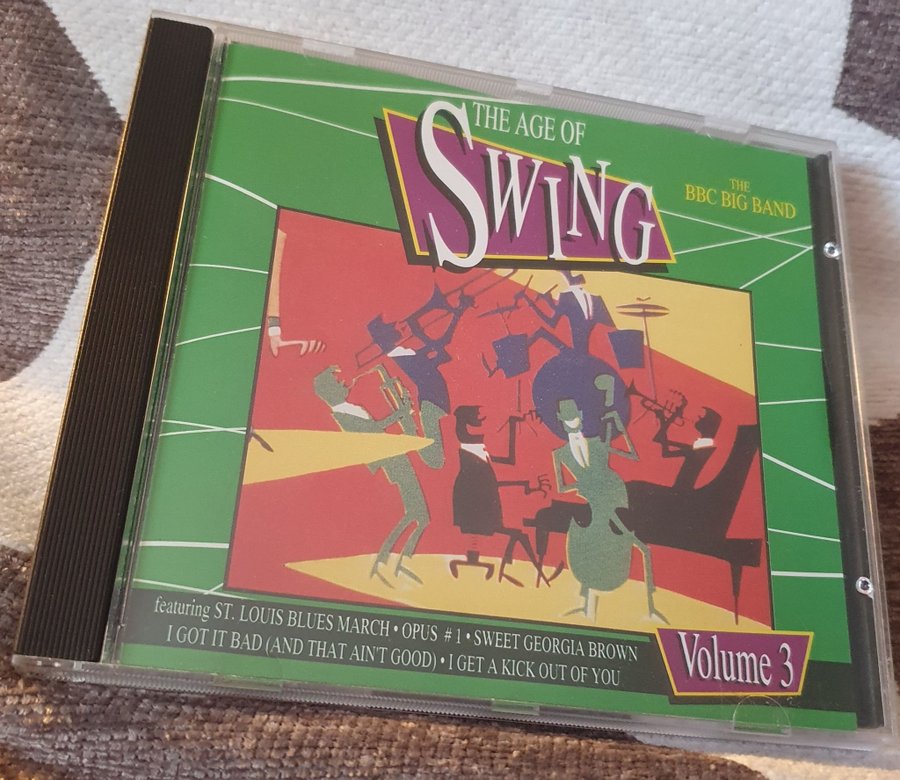 THE AGE OF
SWING
THE
BBC BIG BAND
featuring ST. LOUIS BLUES MARCH • OPUS #1 • SWEET GEORGIA BROWN
I GOT IT BAD (AND THAT AIN'T GOOD) • I GET A KICK OUT OF YOU
Volume 3